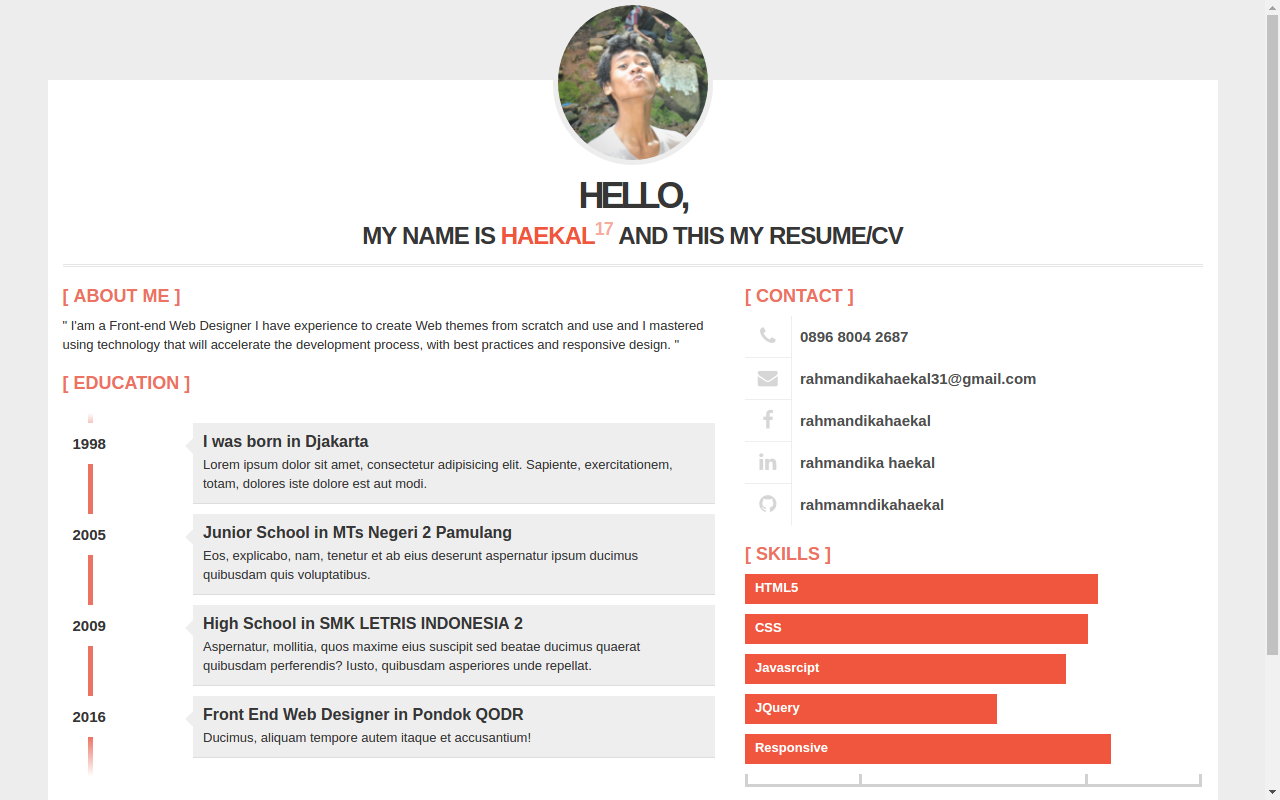 HELLO,
MY NAME IS HAEKAL17 AND THIS MY RESUME/CV
[ ABOUT ME ]
" I'am a Front-end Web Designer I have experience to create Web themes from scratch and use and I mastered
using technology that will accelerate the development process, with best practices and responsive design. "
[ EDUCATION ]
1998
I was born in Djakarta
Lorem ipsum dolor sit amet, consectetur adipisicing elit. Sapiente, exercitationem,
totam, dolores iste dolore est aut modi.
2005
Junior School in MTs Negeri 2 Pamulang
Eos, explicabo, nam, tenetur et ab eius deserunt aspernatur ipsum ducimus
quibusdam quis voluptatibus.
2009
High School in SMK LETRIS INDONESIA 2
Aspernatur, mollitia, quos maxime eius suscipit sed beatae ducimus quaerat
quibusdam perferendis? Iusto, quibusdam asperiores unde repellat.
2016
Front End Web Designer in Pondok QODR
Ducimus, aliquam tempore autem itaque et accusantium!
[ CONTACT ]
0896 8004 2687
rahmandikahaekal31@gmail.com
rahmandikahaekal
rahmandika haekal
rahmamndikahaekal
[ SKILLS ]
HTML5
CSS
Javasrcipt
JQuery
Responsive